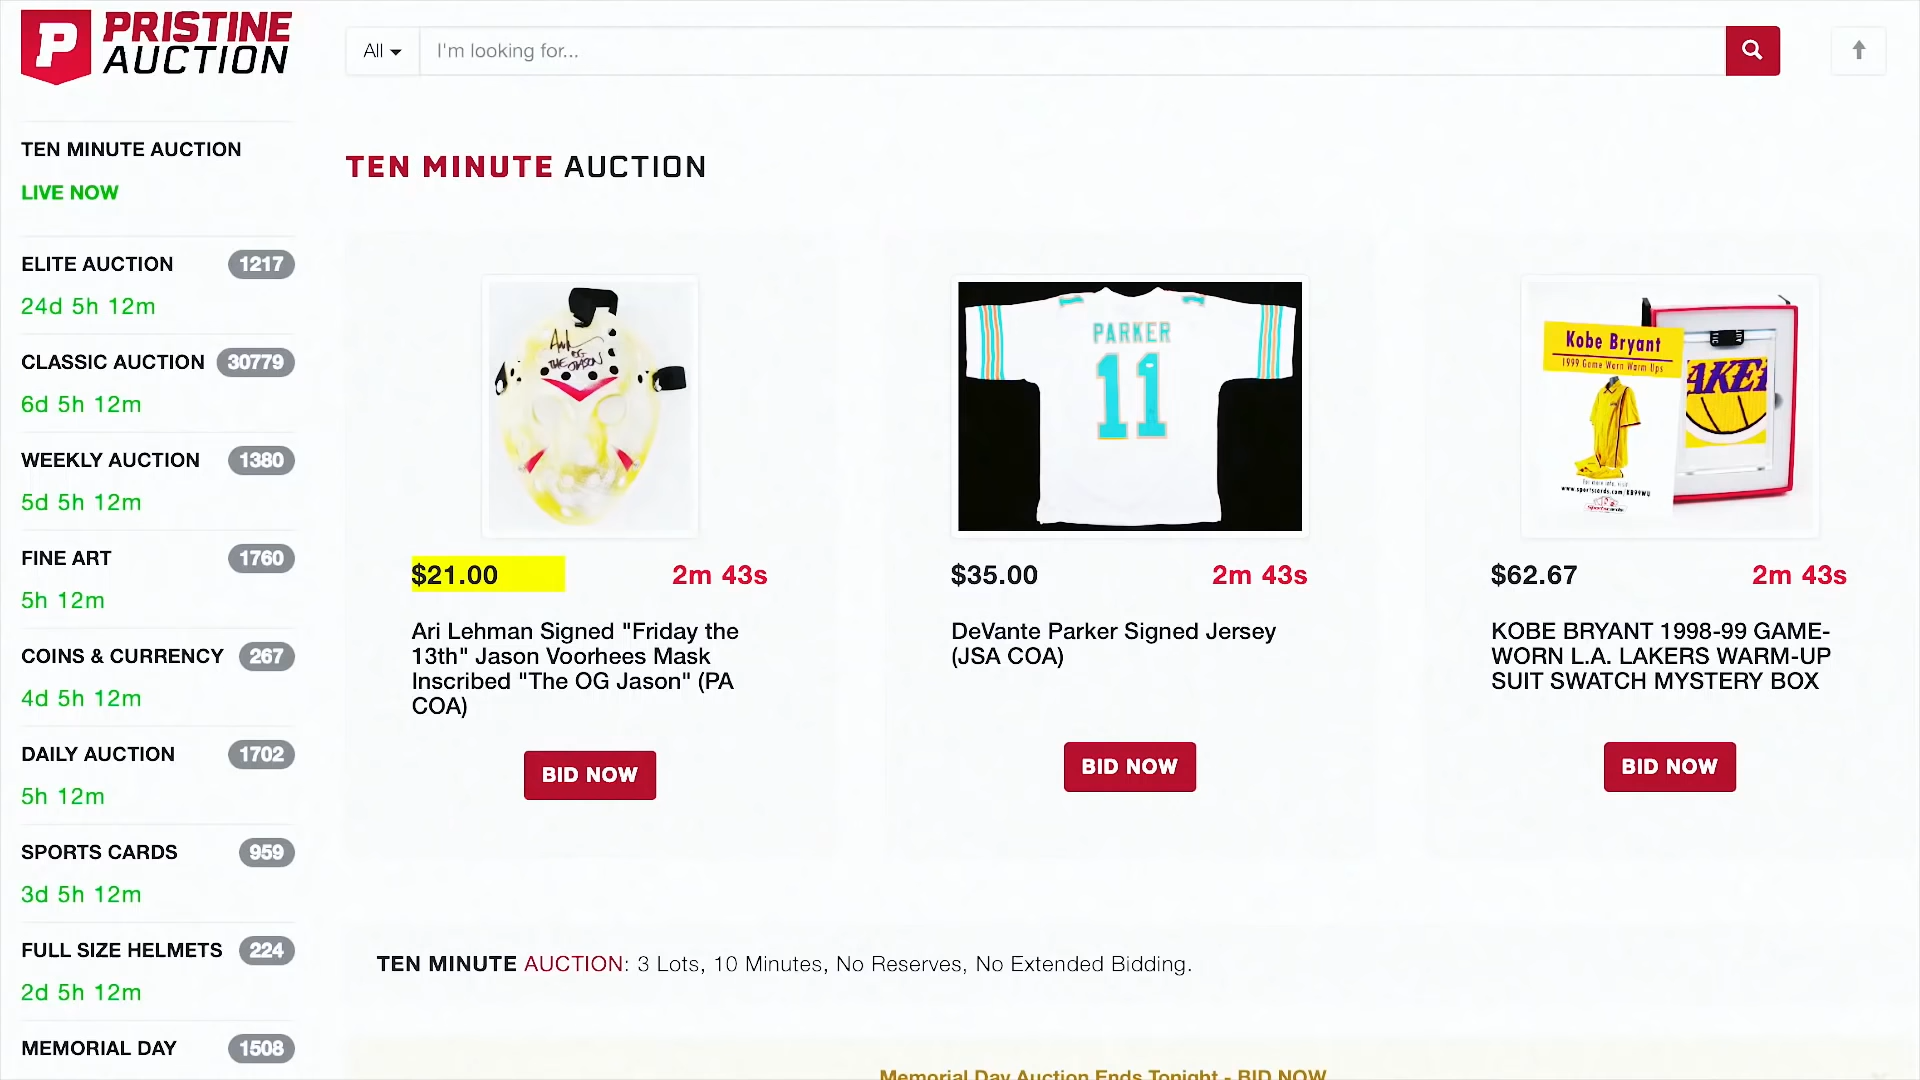 PRISTINE
AUCTION
All
I'm looking for...
TEN MINUTE AUCTION
LIVE NOW
ELITE AUCTION 1217
24d 5h 12m
CLASSIC AUCTION 30779
6d 5h 12m
WEEKLY AUCTION 1380
5d 5h 12m
FINE ART 1760
5h 12m
COINS & CURRENCY 267
4d 5h 12m
DAILY AUCTION 1702
5h 12m
SPORTS CARDS 959
3d 5h 12m
FULL SIZE HELMETS 224
2d 5h 12m
MEMORIAL DAY 1508
TEN MINUTE AUCTION
OG
THE JASON
$21.00 2m 43s
Ari Lehman Signed "Friday the
13th" Jason Voorhees Mask
Inscribed "The OG Jason" (PA
COA)
BID NOW
PARKER
11
$35.00 2m 43s
DeVante Parker Signed Jersey
(JSA COA)
BID NOW
Kobe Bryant
1999 Game Worn Warm Ups
AKE
$62.67 2m 43s
KOBE BRYANT 1998-99 GAME-
WORN L.A. LAKERS WARM-UP
SUIT SWATCH MYSTERY BOX
BID NOW
TEN MINUTE AUCTION: 3 Lots, 10 Minutes, No Reserves, No Extended Bidding.
Memorial Day Auction Ends Tonight - BID NOW